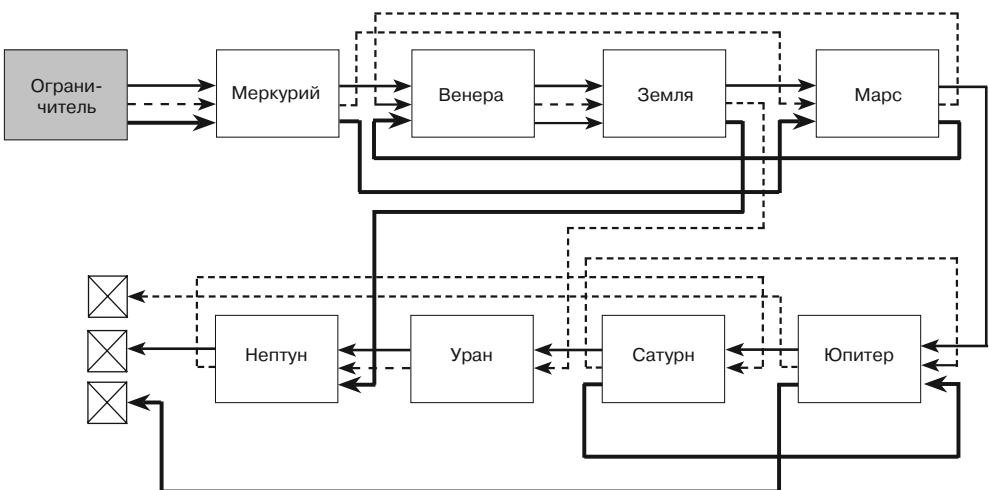 Ограни-
читель
Меркурий
Венера
Земля
Марс
Нептун
Уран
Сатурн
Юпитер